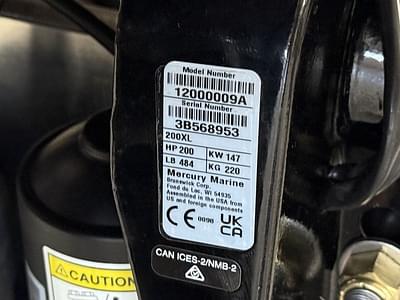 Model Number
12000009A
Serial Number
3B568953
200XL
HP 200 KW 147
LB 484 KG 220
Mercury Marine
Brunswick Corp.
Fond du Lac, WI 54935
Assembled in the USA from
US and foreign components
CE 0098 UK CA
CAN ICES-2/NMB-2
CAUTION